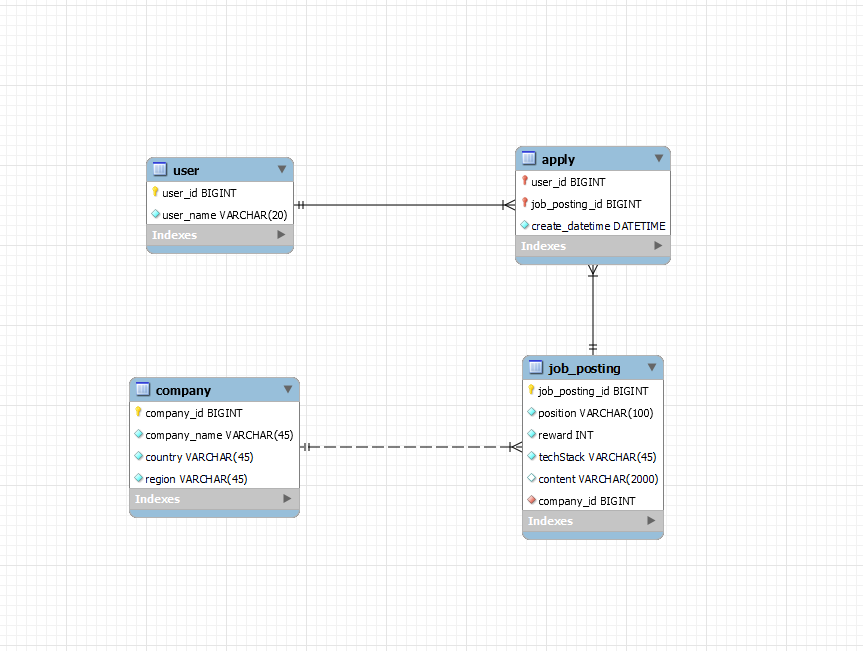 user
user_id BIGINT
user_name VARCHAR(20)
Indexes
apply
user_id BIGINT
job_posting_id BIGINT
create_datetime DATETIME
Indexes
company
company_id BIGINT
company_name VARCHAR(45)
country VARCHAR(45)
region VARCHAR(45)
Indexes
job_posting
job_posting_id BIGINT
position VARCHAR(100)
reward INT
techStack VARCHAR(45)
content VARCHAR(2000)
company_id BIGINT
Indexes